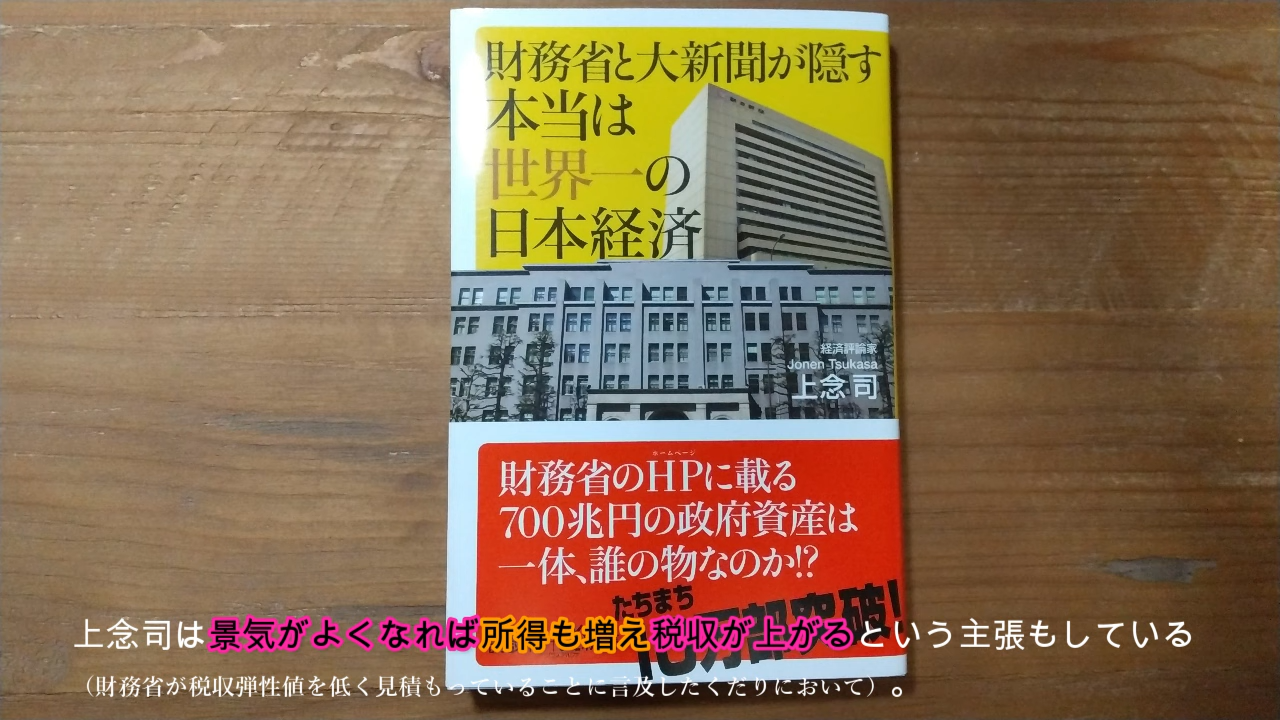 財務省と大新聞が隠す
本当は
世界一の
日本経済
経済評論家
Jonen Tsukasa
上念 司
ホームページ
財務省のHPに載る
700兆円の政府資産は
一体、誰の物なのか!?
たちまち
10万部突破!
上念司は景気がよくなれば所得も増え税収が上がるという主張もしている
（財務省が税収弾性値を低く見積もっていることに言及したくだりにおいて）。